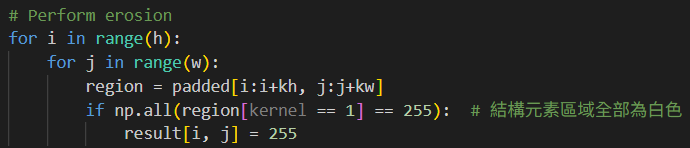 # Perform erosion
for i in range(h):
    for j in range(w):
        region = padded[i:i+kh, j:j+kw]
        if np.all(region[kernel == 1] == 255):  # 結構元素區域全部為白色
            result[i, j] = 255